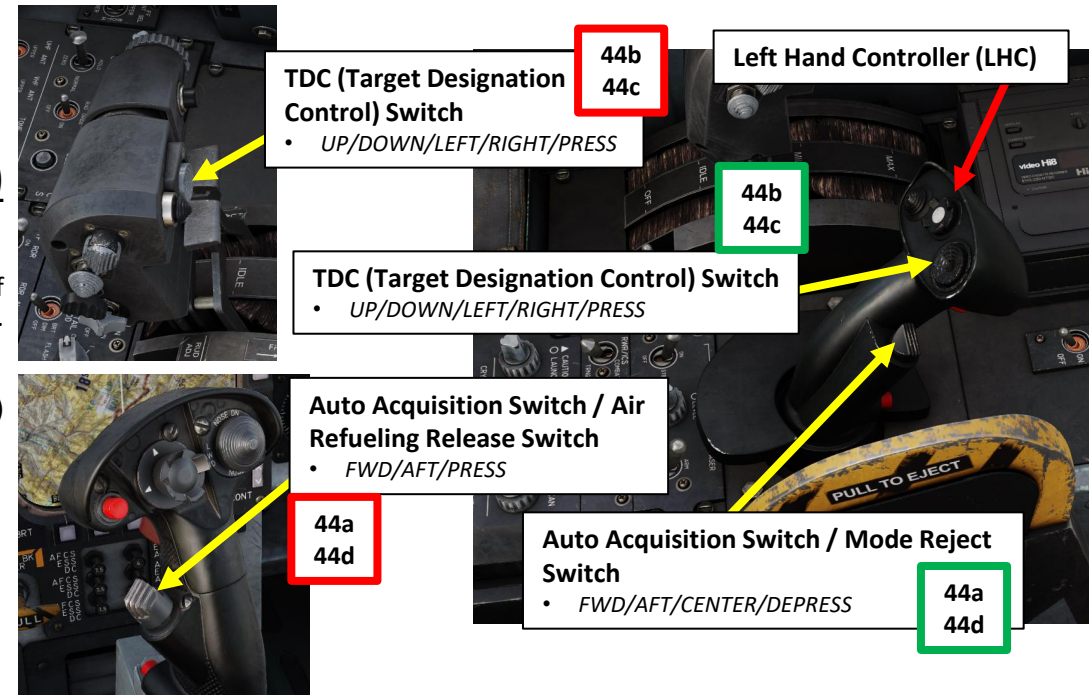 TDC (Target Designation
Control) Switch
• UP/DOWN/LEFT/RIGHT/PRESS
44b
44c
Left Hand Controller (LHC)
44b
44c
TDC (Target Designation Control) Switch
• UP/DOWN/LEFT/RIGHT/PRESS
Auto Acquisition Switch / Air
Refueling Release Switch
• FWD/AFT/PRESS
44a
44d
Auto Acquisition Switch / Mode Reject
Switch
• FWD/AFT/CENTER/DEPRESS
44a
44d
PULL TO EJECT
video Hi8
IDLE
OFF
MAX
IDLE
NOSE DN